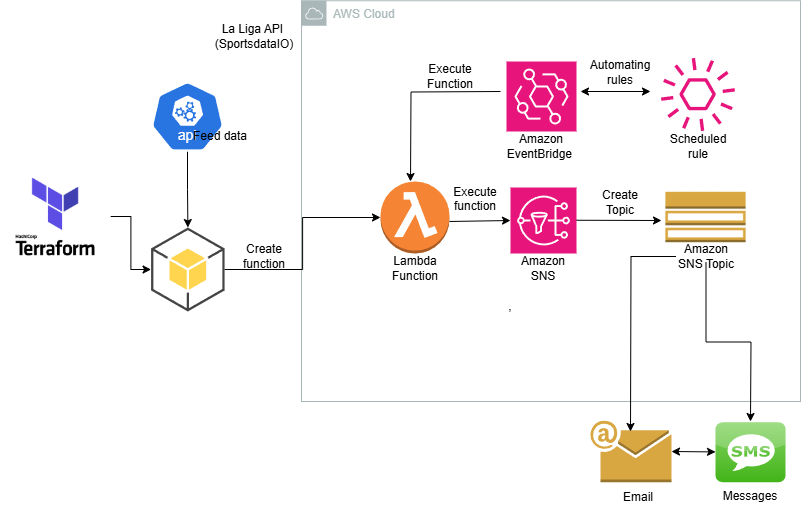 La Liga API
(SportsdataIO)
AWS Cloud
Execute
Function
Automating
rules
Amazon
EventBridge
Scheduled
rule
api
Feed data
HashiCorp
Terraform
Create
function
Lambda
Function
Execute
function
Amazon
SNS
Create
Topic
Amazon
SNS Topic
,
@
Email
SMS
Messages